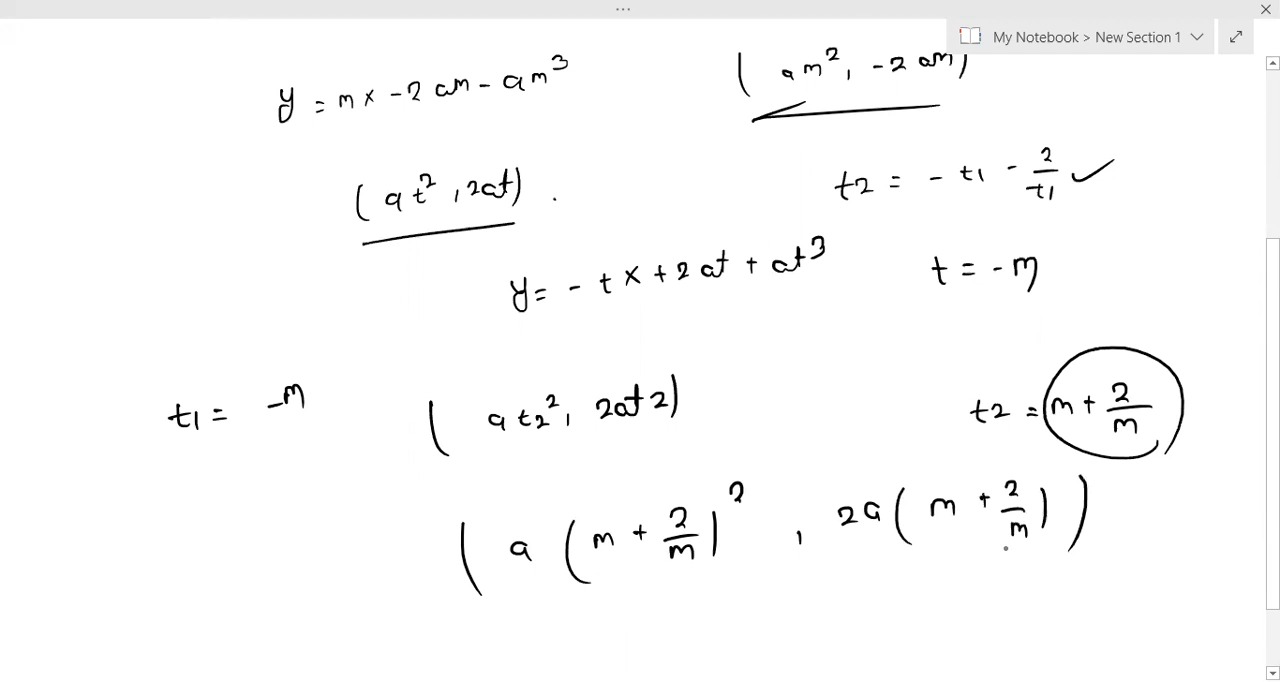 ...
My Notebook > New Section 1
y = mx - 2am - am³
(am², -2am)
(at², 2at).
t2 = -t1 - 2/t1 ✓
y = -tx + 2at + at³
t = -m
t1 = -m
(at2², 2at2)
t2 = m + 2/m
(a(m + 2/m)², 2a(m + 2/m))